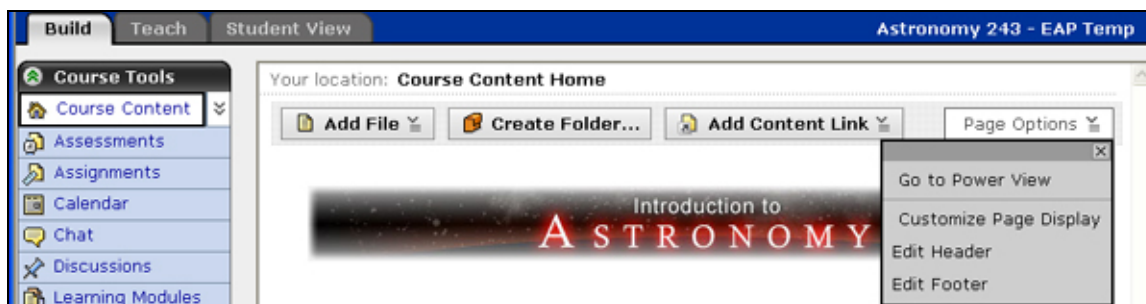 Build Teach Student View Astronomy 243 - EAP Temp
Course Tools
Course Content
Assessments
Assignments
Calendar
Chat
Discussions
Learning Modules
Your location: Course Content Home
Add File Create Folder... Add Content Link Page Options
Introduction to
ASTRONOMY
Go to Power View
Customize Page Display
Edit Header
Edit Footer